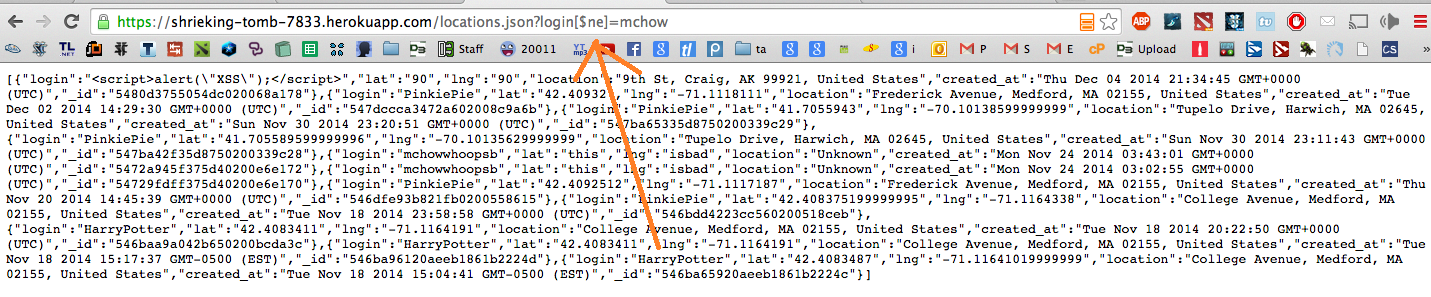 https://shrieking-tomb-7833.herokuapp.com/locations.json?login[$ne]=mchow
ABP tv
TL.NET Staff 20011 YT mp3 ta i M P M S M E cP Upload CS
[{"login":"<script>alert(\"XSS\");</script>","lat":"90","lng":"90","location":"9th St, Craig, AK 99921, United States","created_at":"Thu Dec 04 2014 21:34:45 GMT+0000
(UTC)","_id":"5480d3755054dc020068a178"},{"login":"PinkiePie","lat":"42.40932","lng":"-71.1118111","location":"Frederick Avenue, Medford, MA 02155, United States","created_at":"Tue
Dec 02 2014 14:29:30 GMT+0000 (UTC)","_id":"547dccca3472a602008c9a6b"},{"login":"PinkiePie","lat":"41.7055943","lng":"-70.10138599999999","location":"Tupelo Drive, Harwich, MA 02645,
United States","created_at":"Sun Nov 30 2014 23:20:51 GMT+0000 (UTC)","_id":"547ba65335d8750200339c29"},
{"login":"PinkiePie","lat":"41.705589599999996","lng":"-70.10135629999999","location":"Tupelo Drive, Harwich, MA 02645, United States","created_at":"Sun Nov 30 2014 23:11:43 GMT+0000
(UTC)","_id":"547ba42f35d8750200339c28"},{"login":"mchowwhoopsb","lat":"this","lng":"isbad","location":"Unknown","created_at":"Mon Nov 24 2014 03:43:01 GMT+0000
(UTC)","_id":"5472a945f375d40200e6e172"},{"login":"mchowwhoopsb","lat":"this","lng":"isbad","location":"Unknown","created_at":"Mon Nov 24 2014 03:02:55 GMT+0000
(UTC)","_id":"54729fdff375d40200e6e170"},{"login":"PinkiePie","lat":"42.4092512","lng":"-71.1117187","location":"Frederick Avenue, Medford, MA 02155, United States","created_at":"Thu
Nov 20 2014 14:45:39 GMT+0000 (UTC)","_id":"546dfe93b821fb0200558615"},{"login":"PinkiePie","lat":"42.408375199999995","lng":"-71.1164338","location":"College Avenue, Medford, MA
02155, United States","created_at":"Tue Nov 18 2014 23:58:58 GMT+0000 (UTC)","_id":"546bdd4223cc560200518ceb"},
{"login":"HarryPotter","lat":"42.4083411","lng":"-71.1164191","location":"College Avenue, Medford, MA 02155, United States","created_at":"Tue Nov 18 2014 20:22:50 GMT+0000
(UTC)","_id":"546baa9a042b650200bcda3c"},{"login":"HarryPotter","lat":"42.4083411","lng":"-71.1164191","location":"College Avenue, Medford, MA 02155, United States","created_at":"Tue
Nov 18 2014 15:17:37 GMT-0500 (EST)","_id":"546ba96120aeeb1861b2224d"},{"login":"HarryPotter","lat":"42.4083487","lng":"-71.11641019999999","location":"College Avenue, Medford, MA
02155, United States","created_at":"Tue Nov 18 2014 15:04:41 GMT-0500 (EST)","_id":"546ba65920aeeb1861b2224c"}]